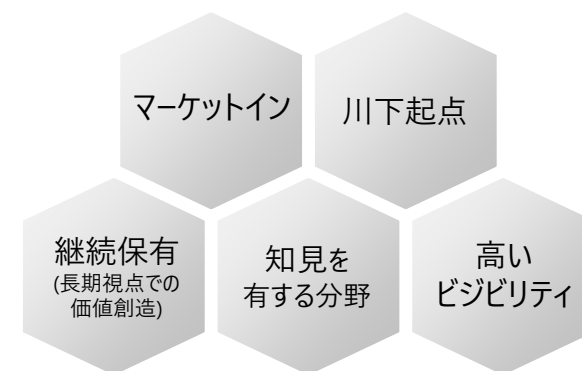 マーケットイン
川下起点
継続保有
(長期視点での
価値創造)
知見を
有する分野
高い
ビジビリティ